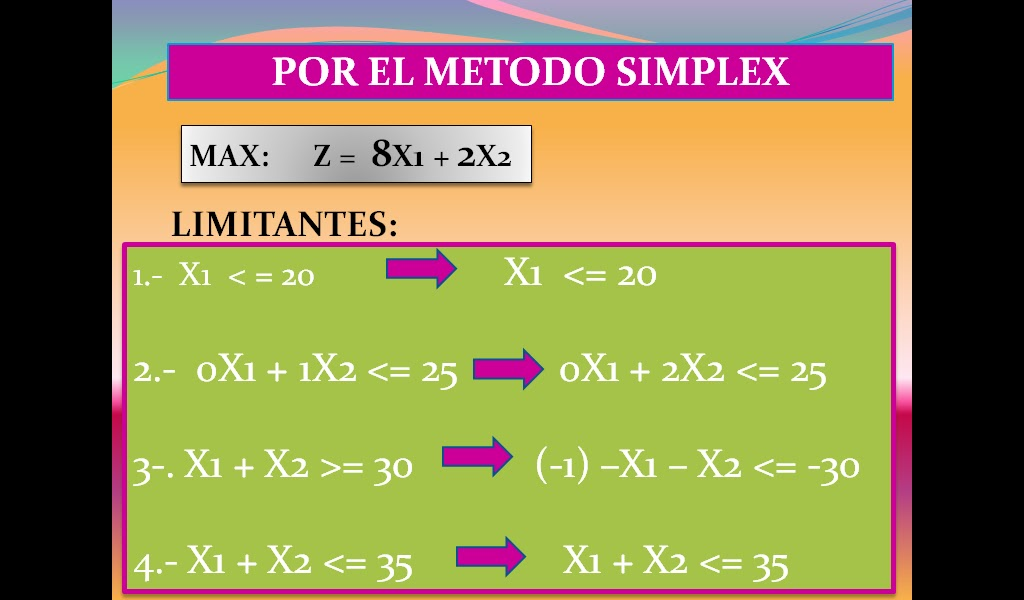 POR EL METODO SIMPLEX
MAX: Z = 8X1 + 2X2
LIMITANTES:
1.- X1 < = 20 X1 <= 20
2.- 0X1 + 1X2 <= 25 0X1 + 2X2 <= 25
3-. X1 + X2 >= 30 (-1) –X1 – X2 <= -30
4.- X1 + X2 <= 35 X1 + X2 <= 35